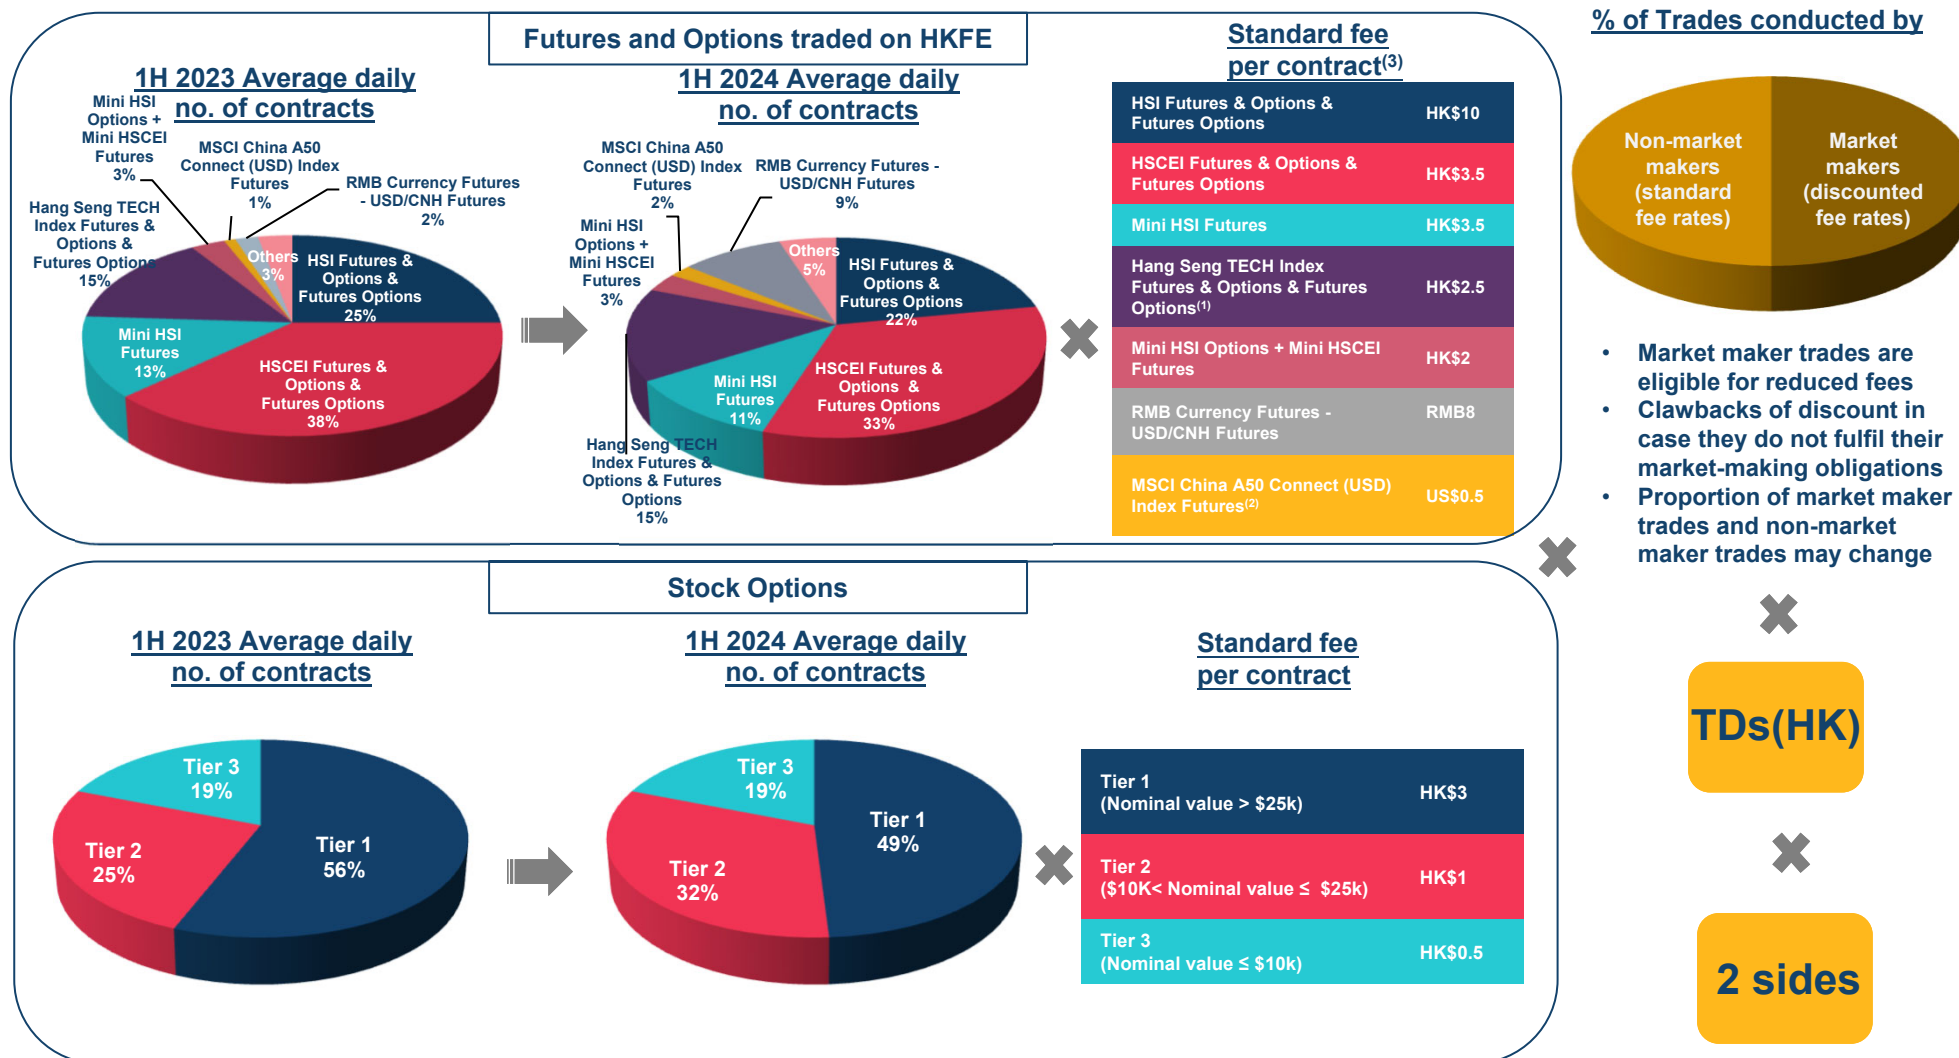 Futures and Options traded on HKFE
1H 2023 Average daily
no. of contracts
Mini HSI
Options +
Mini HSCEI
Futures
3%
MSCI China A50
Connect (USD) Index
Futures
1%
RMB Currency Futures
- USD/CNH Futures
2%
Hang Seng TECH
Index Futures &
Options &
Futures Options
15%
Others
3%
HSI Futures &
Options &
Futures Options
25%
Mini HSI
Futures
13%
HSCEI Futures &
Options &
Futures Options
38%
1H 2024 Average daily
no. of contracts
MSCI China A50
Connect (USD) Index
Futures
2%
RMB Currency Futures -
USD/CNH Futures
9%
Mini HSI
Options +
Mini HSCEI
Futures
3%
Others
5%
HSI Futures &
Options &
Futures Options
22%
Mini HSI
Futures
11%
HSCEI Futures &
Options &
Futures Options
33%
Hang Seng TECH
Index Futures &
Options & Futures
Options
15%
Standard fee
per contract(3)
HSI Futures & Options &
Futures Options
HK$10
HSCEI Futures & Options &
Futures Options
HK$3.5
Mini HSI Futures
HK$3.5
Hang Seng TECH Index
Futures & Options & Futures
Options(1)
HK$2.5
Mini HSI Options + Mini HSCEI
Futures
HK$2
RMB Currency Futures -
USD/CNH Futures
RMB8
MSCI China A50 Connect (USD)
Index Futures(2)
US$0.5
% of Trades conducted by
Non-market
makers
(standard
fee rates)
Market
makers
(discounted
fee rates)
• Market maker trades are
eligible for reduced fees
• Clawbacks of discount in
case they do not fulfil their
market-making obligations
• Proportion of market maker
trades and non-market
maker trades may change
TDs(HK)
2 sides
Stock Options
1H 2023 Average daily
no. of contracts
Tier 3
19%
Tier 2
25%
Tier 1
56%
1H 2024 Average daily
no. of contracts
Tier 3
19%
Tier 1
49%
Tier 2
32%
Standard fee
per contract
Tier 1
(Nominal value > $25k)
HK$3
Tier 2
($10K< Nominal value ≤ $25k)
HK$1
Tier 3
(Nominal value ≤ $10k)
HK$0.5